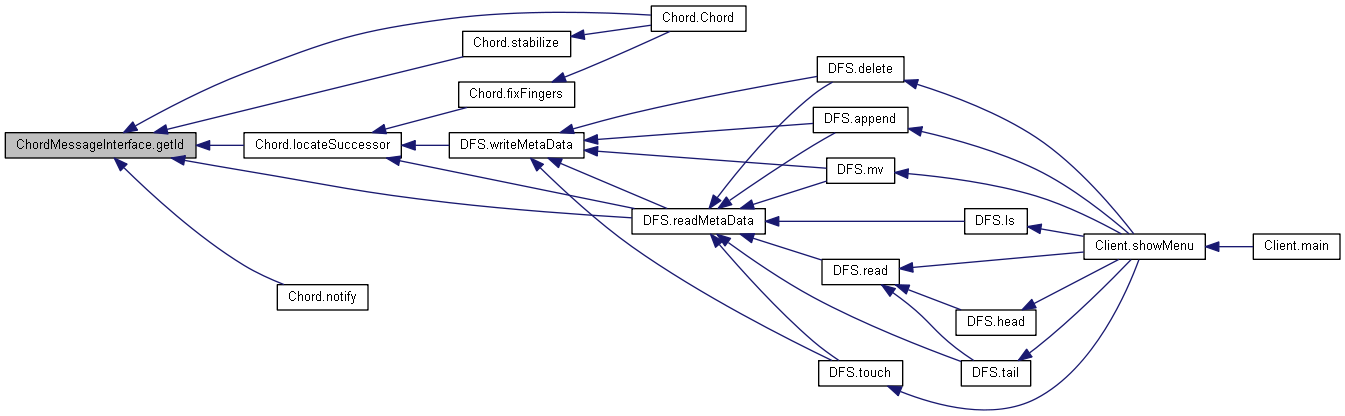 Chord.Chord
Chord.stabilize
DFS.delete
Chord.fixFingers
DFS.append
ChordMessageInterface.getId
Chord.locateSuccessor
DFS.writeMetaData
DFS.mv
DFS.readMetaData
DFS.ls
Client.showMenu
Client.main
DFS.read
Chord.notify
DFS.head
DFS.touch
DFS.tail